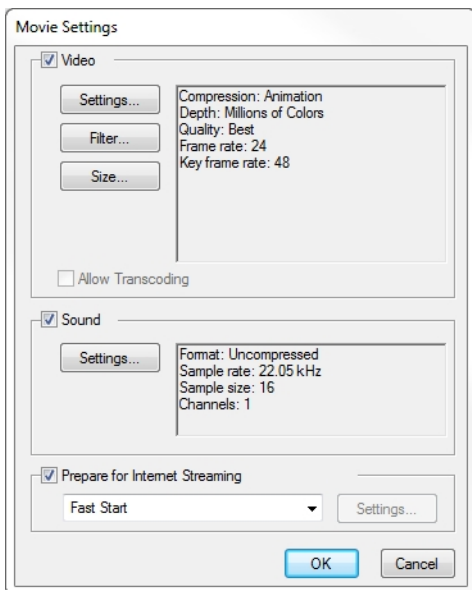 Movie Settings
Video
Settings...
Filter...
Size...
Compression: Animation
Depth: Millions of Colors
Quality: Best
Frame rate: 24
Key frame rate: 48
Allow Transcoding
Sound
Settings...
Format: Uncompressed
Sample rate: 22.05 kHz
Sample size: 16
Channels: 1
Prepare for Internet Streaming
Fast Start
Settings...
OK
Cancel